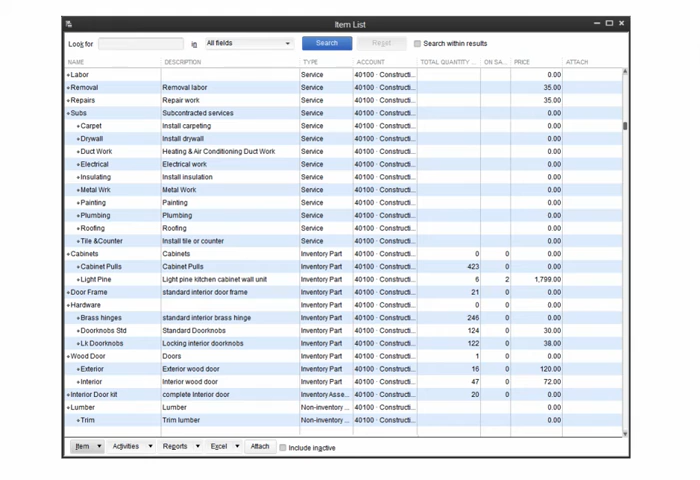 Item List
Look for in All fields Search Reset Search within results
NAME DESCRIPTION TYPE ACCOUNT TOTAL QUANTITY ... ON SA... PRICE ATTACH
Labor Service 40100 · Constructi... 0.00
Removal Removal labor Service 40100 · Constructi... 35.00
Repairs Repair work Service 40100 · Constructi... 35.00
Subs Subcontracted services Service 40100 · Constructi... 0.00
Carpet Install carpeting Service 40100 · Constructi... 0.00
Drywall Install drywall Service 40100 · Constructi... 0.00
Duct Work Heating & Air Conditioning Duct Work Service 40100 · Constructi... 0.00
Electrical Electrical work Service 40100 · Constructi... 0.00
Insulating Install insulation Service 40100 · Constructi... 0.00
Metal Wrk Metal Work Service 40100 · Constructi... 0.00
Painting Painting Service 40100 · Constructi... 0.00
Plumbing Plumbing Service 40100 · Constructi... 0.00
Roofing Roofing Service 40100 · Constructi... 0.00
Tile &Counter Install tile or counter Service 40100 · Constructi... 0.00
Cabinets Cabinets Inventory Part 40100 · Constructi... 0 0 0.00
Cabinet Pulls Cabinet Pulls Inventory Part 40100 · Constructi... 423 0 0.00
Light Pine Light pine kitchen cabinet wall unit Inventory Part 40100 · Constructi... 6 2 1,799.00
Door Frame standard interior door frame Inventory Part 40100 · Constructi... 21 0 0.00
Hardware Inventory Part 40100 · Constructi... 0 0 0.00
Brass hinges standard interior brass hinge Inventory Part 40100 · Constructi... 246 0 0.00
Doorknobs Std Standard Doorknobs Inventory Part 40100 · Constructi... 124 0 30.00
Lk Doorknobs Locking interior doorknobs Inventory Part 40100 · Constructi... 122 0 38.00
Wood Door Doors Inventory Part 40100 · Constructi... 1 0 0.00
Exterior Exterior wood door Inventory Part 40100 · Constructi... 16 0 120.00
Interior Interior wood door Inventory Part 40100 · Constructi... 47 0 72.00
Interior Door kit complete Interior door Inventory Asse... 40100 · Constructi... 20 0 0.00
Lumber Lumber Non-inventory ... 40100 · Constructi... 0.00
Trim Trim lumber Non-inventory ... 40100 · Constructi... 0.00
Item Activities Reports Excel Attach Include inactive